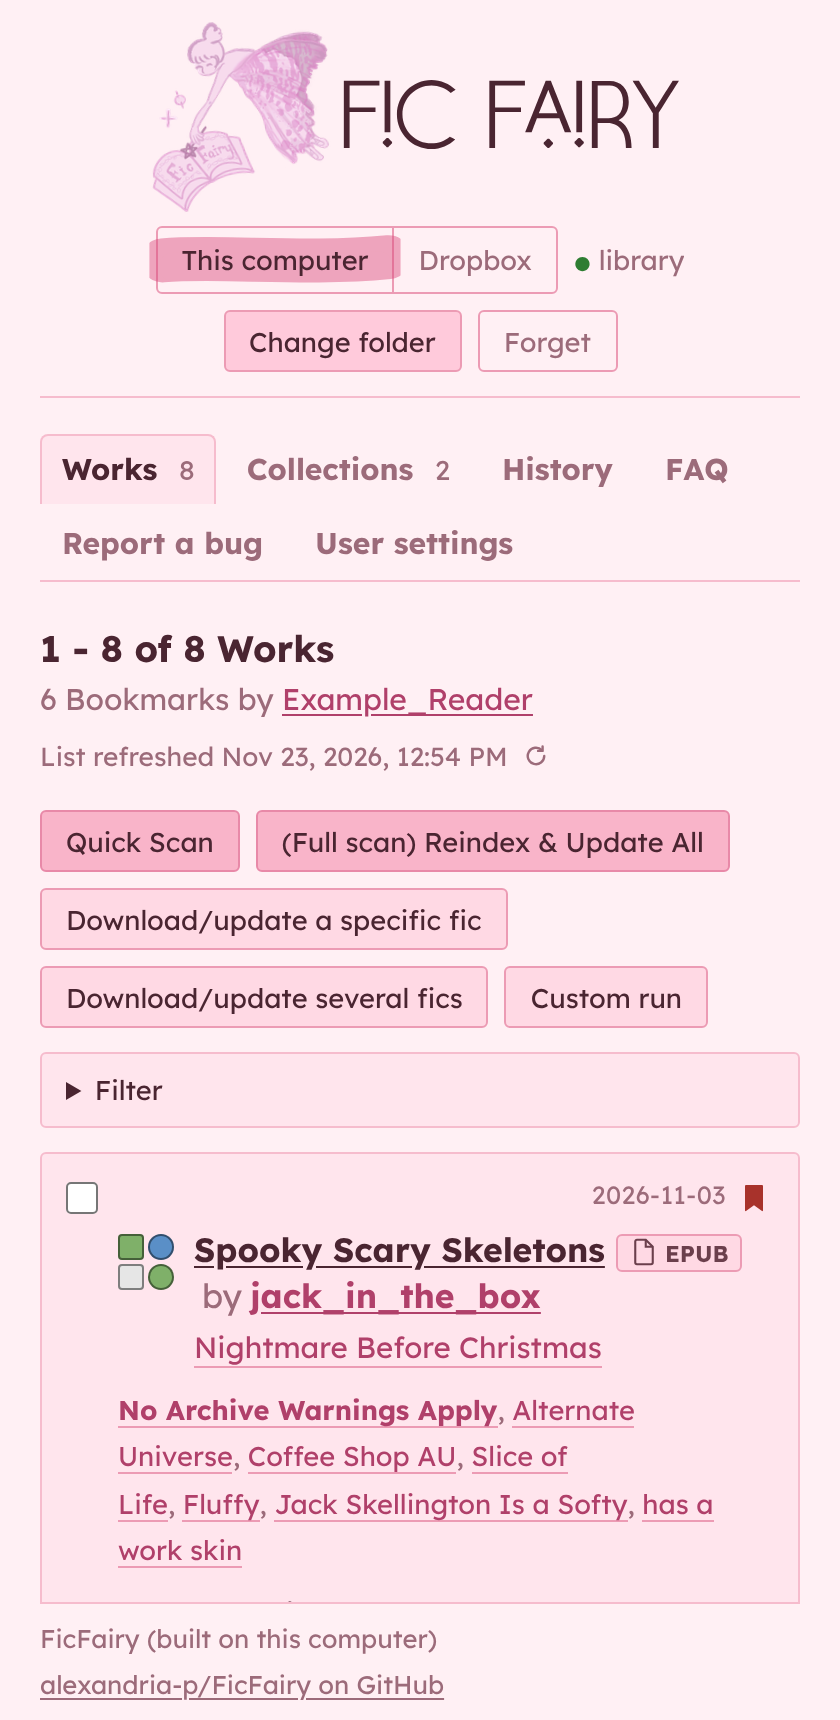 Fic Fairy
FIC FAIRY
This computer Dropbox library
Change folder Forget
Works 8 Collections 2 History FAQ
Report a bug User settings
1 - 8 of 8 Works
6 Bookmarks by Example_Reader
List refreshed Nov 23, 2026, 12:54 PM
Quick Scan (Full scan) Reindex & Update All
Download/update a specific fic
Download/update several fics Custom run
Filter
2026-11-03
Spooky Scary Skeletons EPUB
by jack_in_the_box
Nightmare Before Christmas
No Archive Warnings Apply, Alternate
Universe, Coffee Shop AU, Slice of
Life, Fluffy, Jack Skellington Is a Softy, has a
work skin
FicFairy (built on this computer)
alexandria-p/FicFairy on GitHub